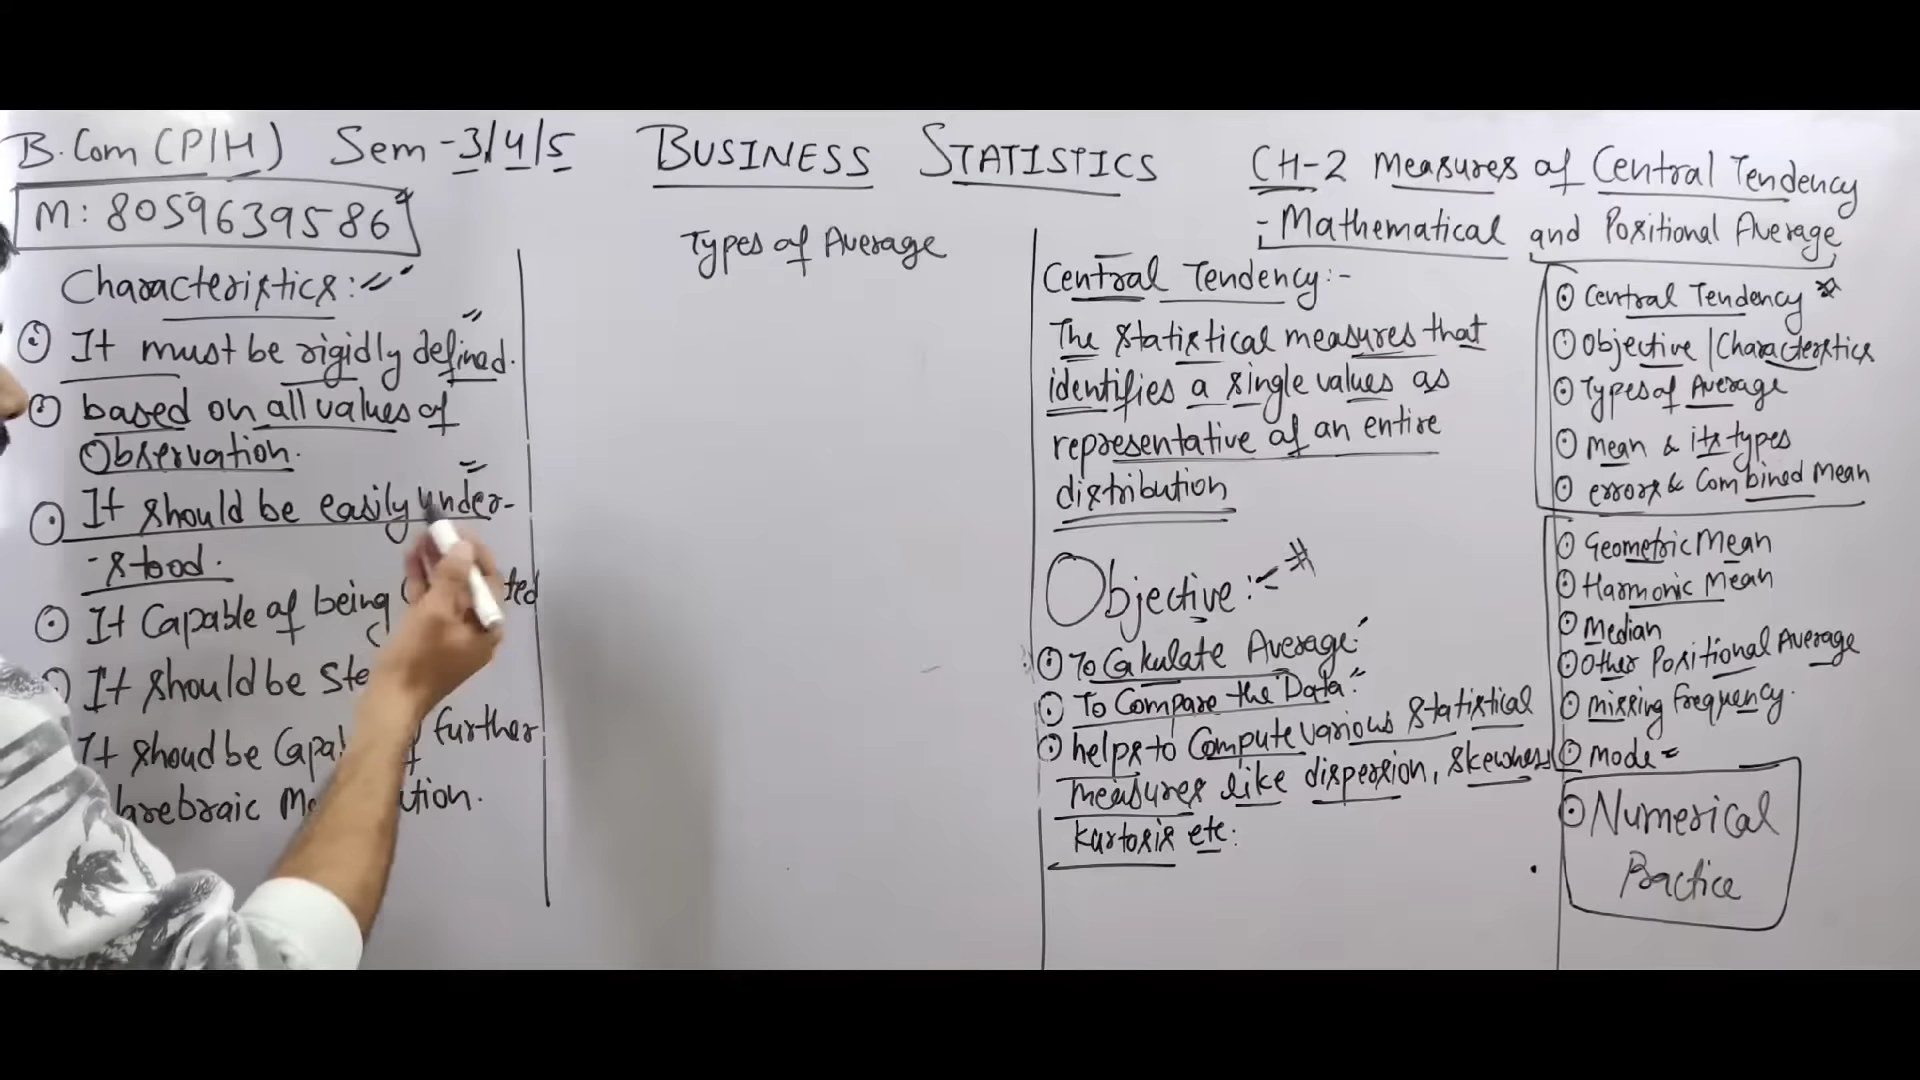 B.Com (P/H) Sem-3/4/5 BUSINESS STATISTICS CH-2 Measures of Central Tendency
- Mathematical and Positional Average
M: 8059639586
Characteristics:-
It must be rigidly defined.
based on all values of
Observation.
It should be easily under-
-stood.
It Capable of being
It should be
It shoud be further
Types of Average
Central Tendency:-
The statistical measures that
identifies a single values as
representative of an entire
distribution
Objective:-
To Calculate Average
To Compare the Data
helps to Compute various statistical
measures like dispersion, skewness
kurtosis etc.
Central Tendency
Objective/Characteristics
Types of Average
Mean & its types
errors & Combined Mean
Geometric Mean
Harmonic Mean
Median
Other Positional Average
missing frequency.
Mode
Numerical
Practice